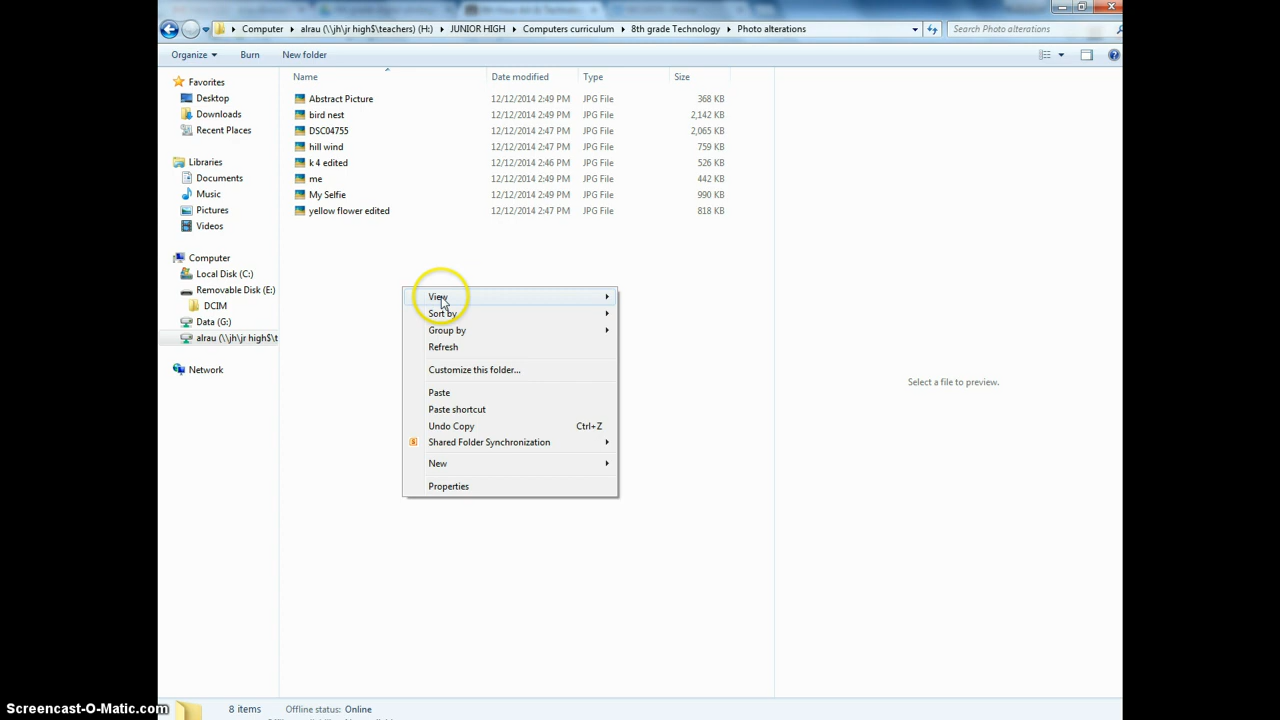 Computer ▸ alrau (\\jh\jr high$\teachers) (H:) ▸ JUNIOR HIGH ▸ Computers curriculum ▸ 8th grade Technology ▸ Photo alterations
Search Photo alterations
Organize Burn New folder
Name Date modified Type Size
Favorites
Desktop
Downloads
Recent Places
Libraries
Documents
Music
Pictures
Videos
Computer
Local Disk (C:)
Removable Disk (E:)
DCIM
Data (G:)
alrau (\\jh\jr high$\t
Network
Abstract Picture 12/12/2014 2:49 PM JPG File 368 KB
bird nest 12/12/2014 2:49 PM JPG File 2,142 KB
DSC04755 12/12/2014 2:47 PM JPG File 2,065 KB
hill wind 12/12/2014 2:47 PM JPG File 759 KB
k 4 edited 12/12/2014 2:46 PM JPG File 526 KB
me 12/12/2014 2:49 PM JPG File 442 KB
My Selfie 12/12/2014 2:49 PM JPG File 990 KB
yellow flower edited 12/12/2014 2:47 PM JPG File 818 KB
View
Sort by
Group by
Refresh
Customize this folder...
Paste
Paste shortcut
Undo Copy Ctrl+Z
Shared Folder Synchronization
New
Properties
Select a file to preview.
8 items Offline status: Online
Screencast-O-Matic.com